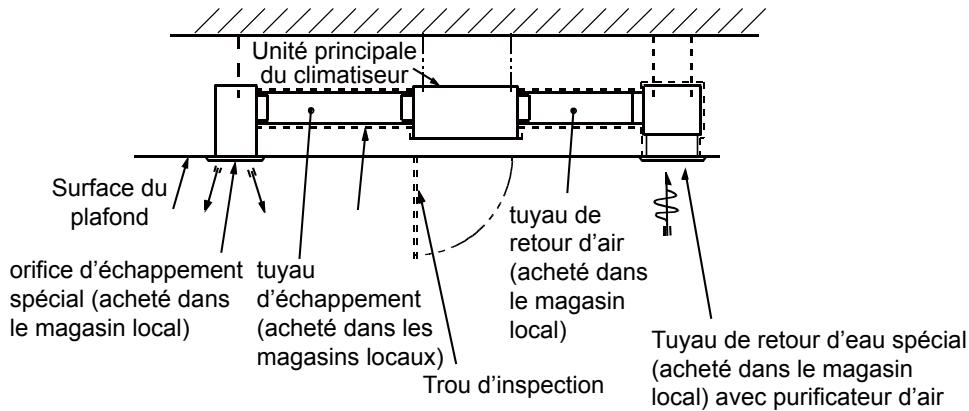 Unité principale
du climatiseur
Surface du
plafond
orifice d'échappement
spécial (acheté dans
le magasin local)
tuyau
d'échappement
(acheté dans les
magasins locaux)
Trou d'inspection
tuyau de
retour d'air
(acheté dans
le magasin
local)
Tuyau de retour d'eau spécial
(acheté dans le magasin
local) avec purificateur d'air